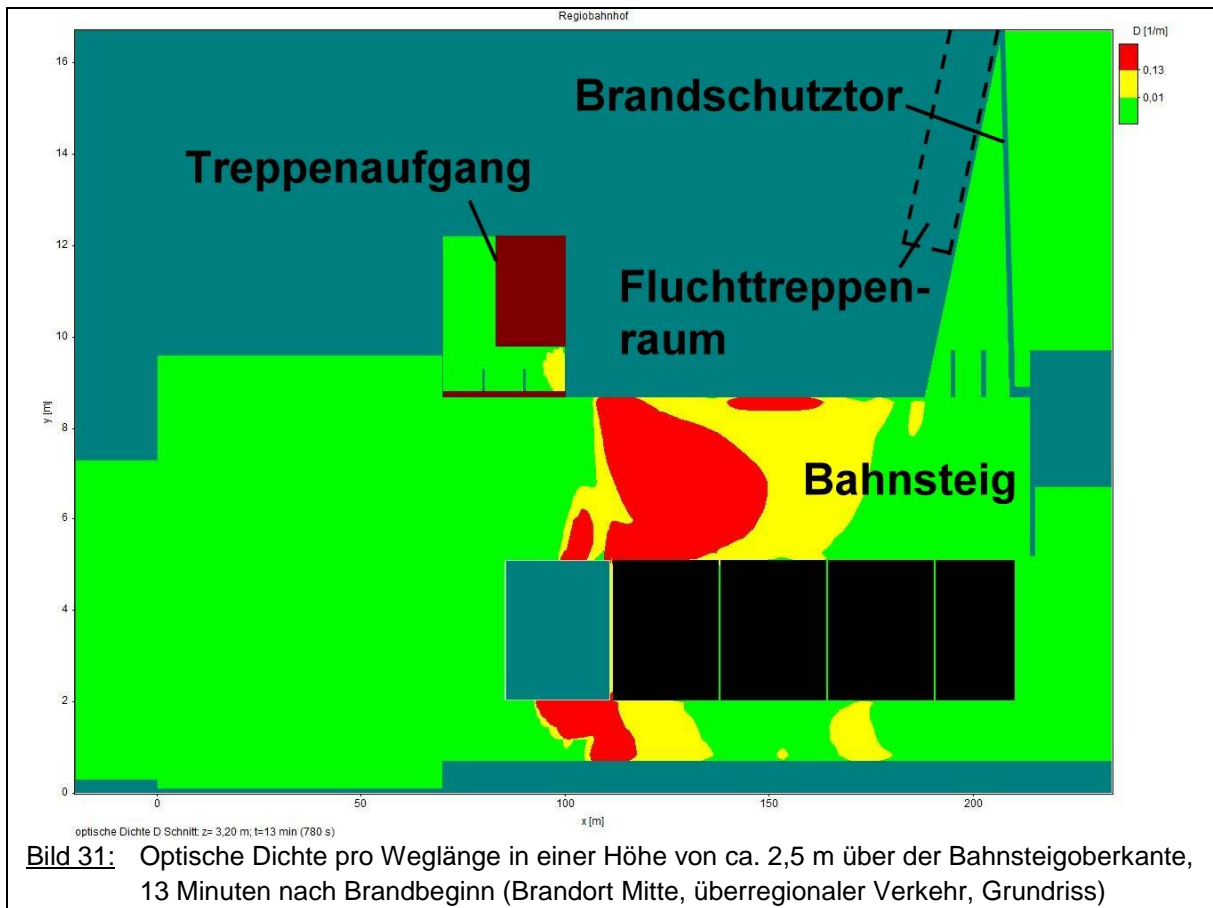 Regiobahnhof
D [1/m]
0,13
0,01
Brandschutztor
Treppenaufgang
Fluchttreppen-
raum
Bahnsteig
16
14
12
10
8
6
4
2
0
y [m]
0
50
100
150
200
x [m]
optische Dichte D Schnitt: z= 3,20 m; t=13 min (780 s)
Bild 31: Optische Dichte pro Weglänge in einer Höhe von ca. 2,5 m über der Bahnsteigoberkante,
13 Minuten nach Brandbeginn (Brandort Mitte, überregionaler Verkehr, Grundriss)